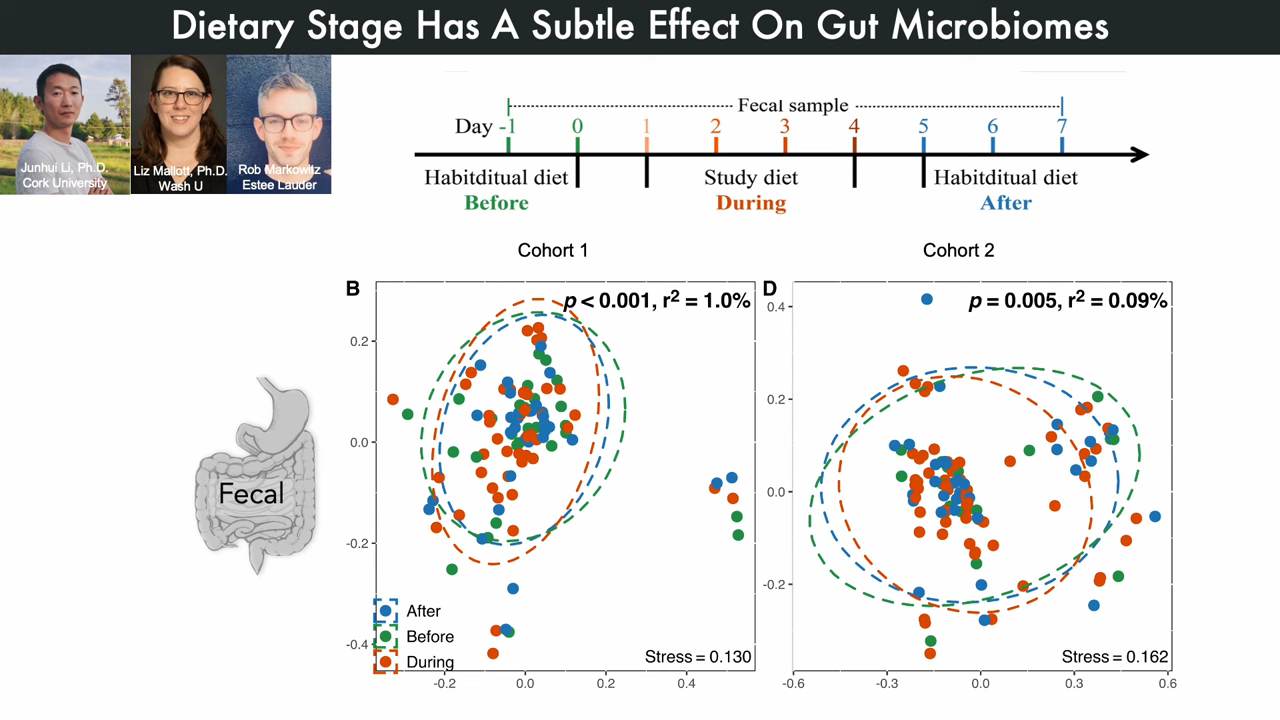 Dietary Stage Has A Subtle Effect On Gut Microbiomes
Junhui Li, Ph.D.
Cork University
Liz Mallott, Ph.D.
Wash U
Rob Markowitz
Estee Lauder
Fecal sample
Day -1 0 1 2 3 4 5 6 7
Habitditual diet
Before
Study diet
During
Habitditual diet
After
Cohort 1
Cohort 2
Fecal
B
p < 0.001, r² = 1.0%
0.2
0.0
-0.2
-0.4
After
Before
During
Stress = 0.130
-0.2 0.0 0.2 0.4
D
p = 0.005, r² = 0.09%
0.4
0.2
0.0
-0.2
Stress = 0.162
-0.6 -0.3 0.0 0.3 0.6